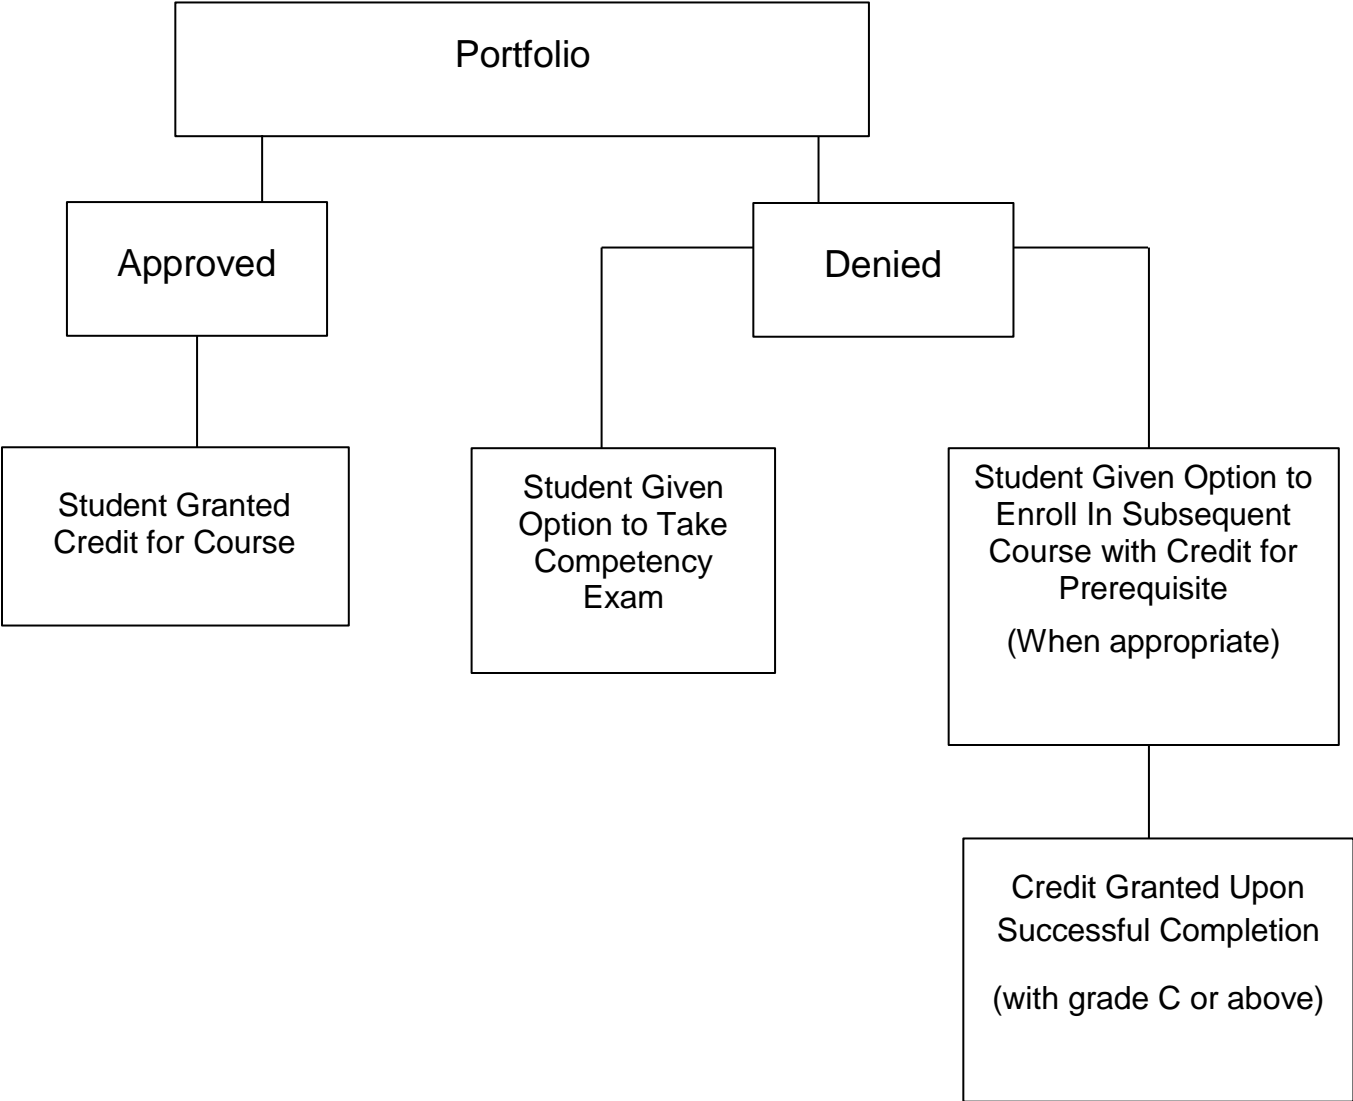 Portfolio
Approved
Denied
Student Granted
Credit for Course
Student Given
Option to Take
Competency
Exam
Student Given Option to
Enroll In Subsequent
Course with Credit for
Prerequisite
(When appropriate)
Credit Granted Upon
Successful Completion
(with grade C or above)